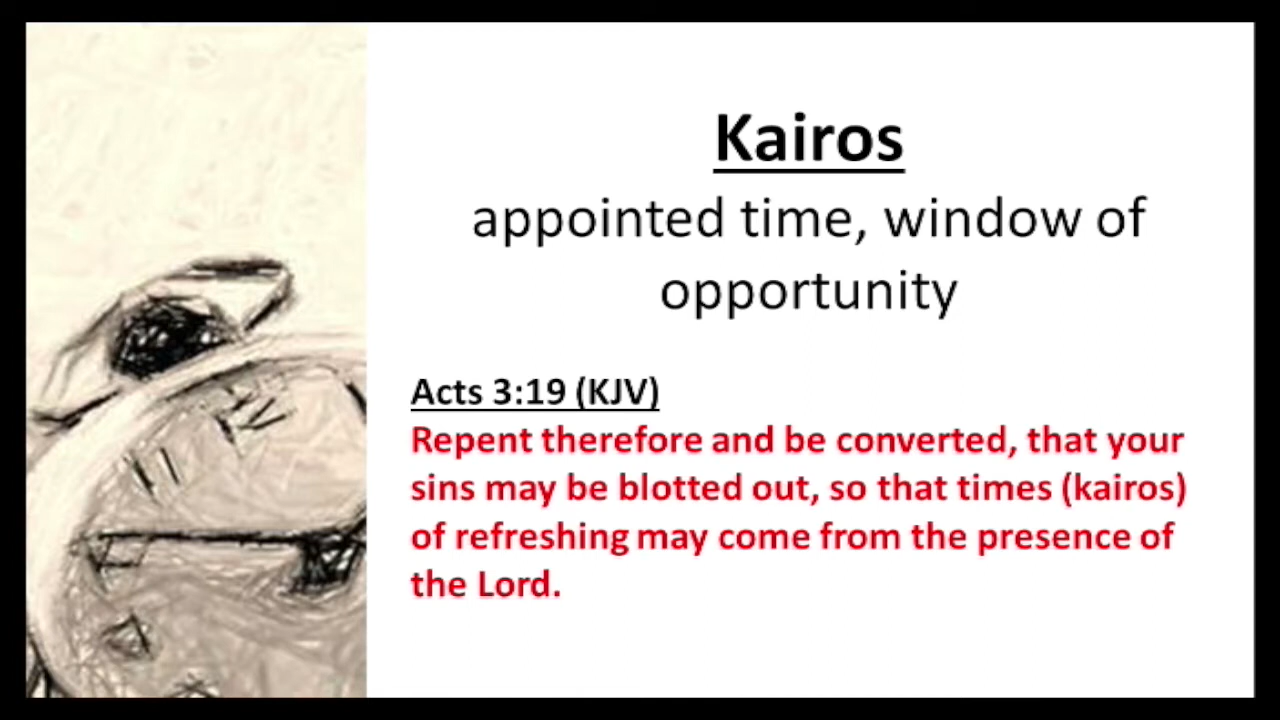 Kairos
appointed time, window of
opportunity
Acts 3:19 (KJV)
Repent therefore and be converted, that your
sins may be blotted out, so that times (kairos)
of refreshing may come from the presence of
the Lord.